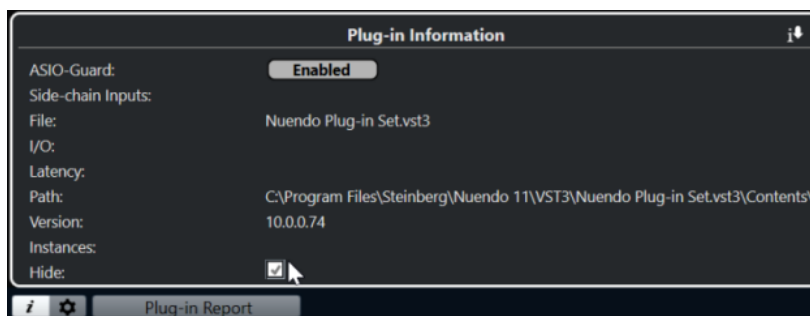 Plug-in Information
ASIO-Guard: Enabled
Side-chain Inputs:
File: Nuendo Plug-in Set.vst3
I/O:
Latency:
Path: C:\Program Files\Steinberg\Nuendo 11\VST3\Nuendo Plug-in Set.vst3\Contents\
Version: 10.0.0.74
Instances:
Hide:
i Plug-in Report